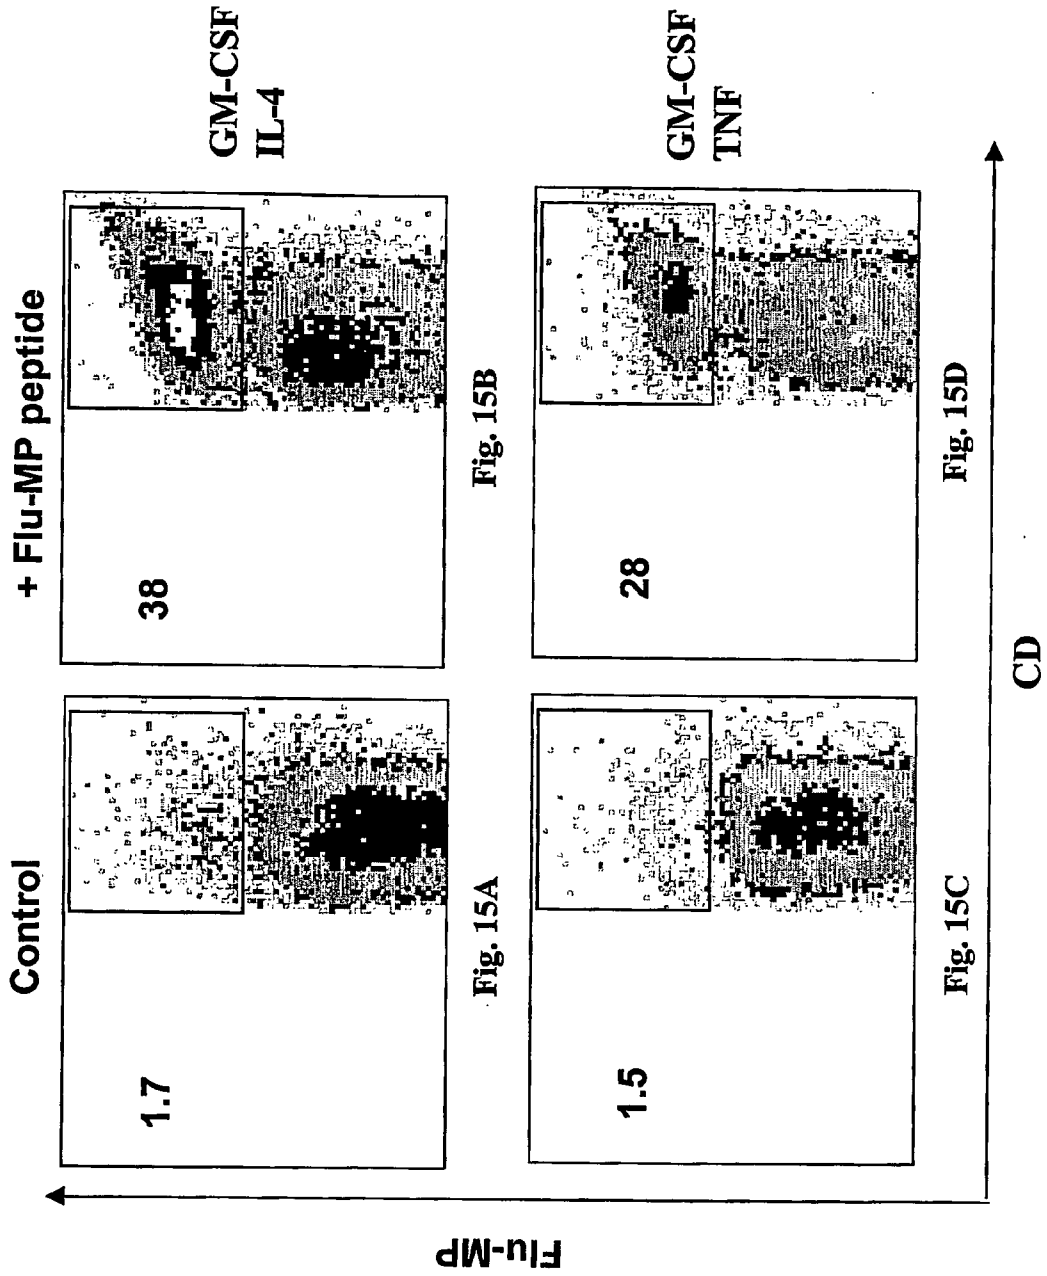 Control
+ Flu-MP peptide
1.7
38
GM-CSF
IL-4
Fig. 15A
Fig. 15B
1.5
28
GM-CSF
TNF
Fig. 15C
Fig. 15D
Flu-MP
CD